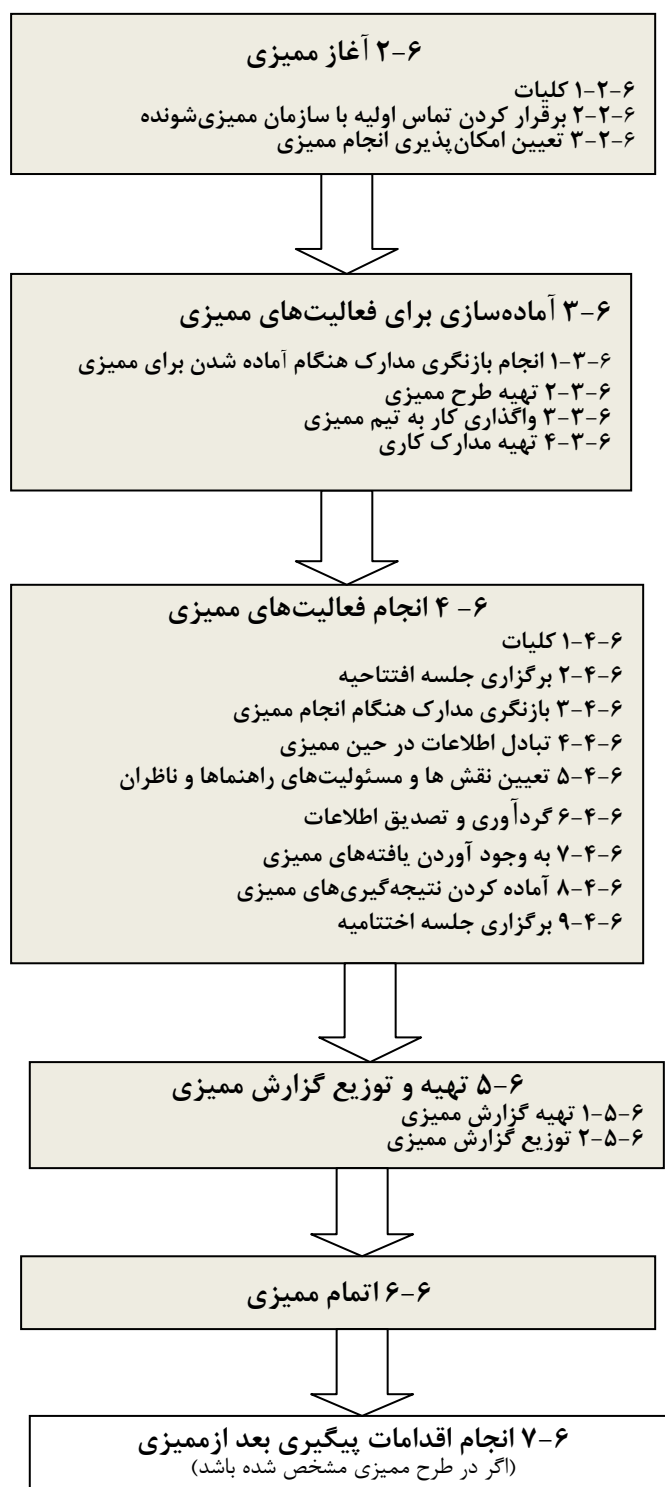 ۶-۲ آغاز ممیزی
۶-۲-۱ کلیات
۶-۲-۲ برقرار کردن تماس اولیه با سازمان ممیزی‌شونده
۶-۲-۳ تعیین امکان‌پذیری انجام ممیزی
۶-۳ آماده‌سازی برای فعالیت‌های ممیزی
۶-۳-۱ انجام بازنگری مدارک هنگام آماده شدن برای ممیزی
۶-۳-۲ تهیه طرح ممیزی
۶-۳-۳ واگذاری کار به تیم ممیزی
۶-۳-۴ تهیه مدارک کاری
۶- ۴ انجام فعالیت‌های ممیزی
۶-۴-۱ کلیات
۶-۴-۲ برگزاری جلسه افتتاحیه
۶-۴-۳ بازنگری مدارک هنگام انجام ممیزی
۶-۴-۴ تبادل اطلاعات در حین ممیزی
۶-۴-۵ تعیین نقش ها و مسئولیت‌های راهنماها و ناظران
۶-۴-۶ گردآوری و تصدیق اطلاعات
۶-۴-۷ به وجود آوردن یافته‌های ممیزی
۶-۴-۸ آماده کردن نتیجه‌گیری‌های ممیزی
۶-۴-۹ برگزاری جلسه اختتامیه
۶-۵ تهیه و توزیع گزارش ممیزی
۶-۵-۱ تهیه گزارش ممیزی
۶-۵-۲ توزیع گزارش ممیزی
۶-۶ اتمام ممیزی
۶-۷ انجام اقدامات پیگیری بعد ازممیزی
(اگر در طرح ممیزی مشخص شده باشد)